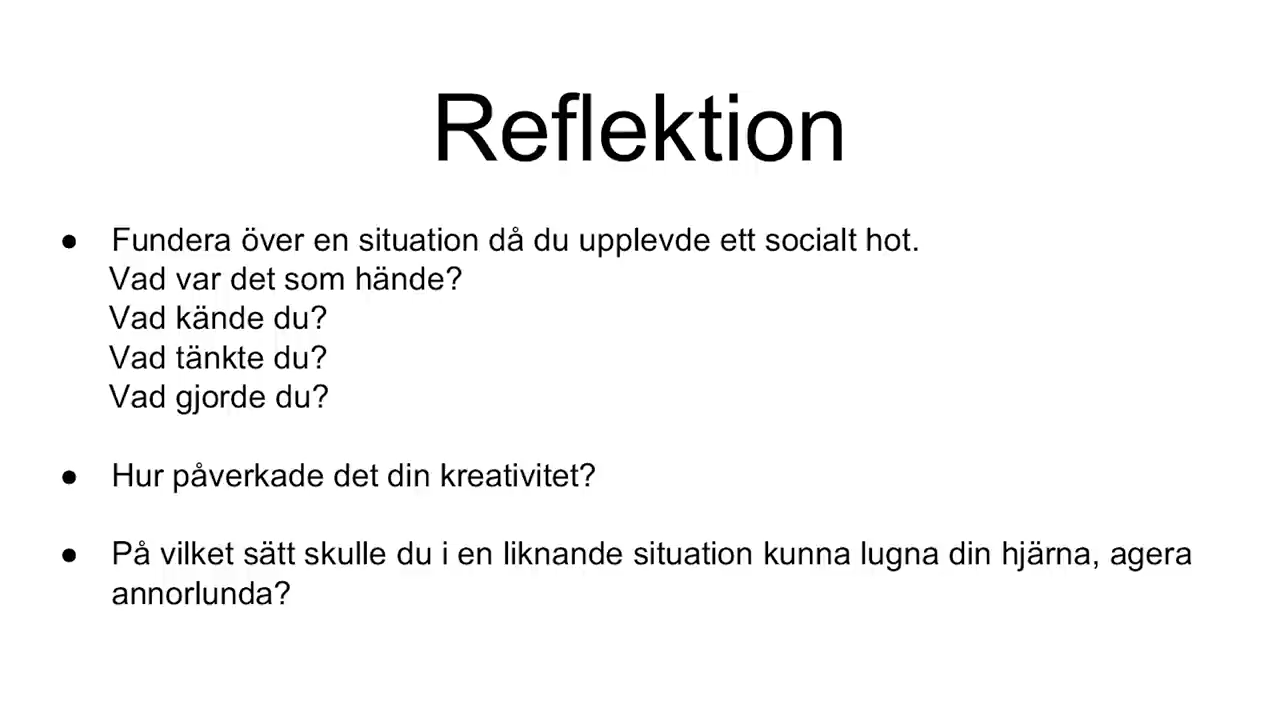 Reflektion
● Fundera över en situation då du upplevde ett socialt hot.
Vad var det som hände?
Vad kände du?
Vad tänkte du?
Vad gjorde du?
● Hur påverkade det din kreativitet?
● På vilket sätt skulle du i en liknande situation kunna lugna din hjärna, agera
annorlunda?